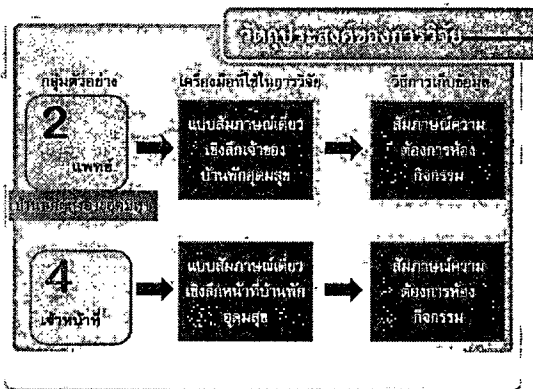 วัตถุประสงค์ของการวิจัย
กลุ่มตัวอย่าง
เครื่องมือที่ใช้ในการวิจัย
วิธีการเก็บข้อมูล
2
แพทย์
แบบสัมภาษณ์เดี่ยว
เชิงลึกเจ้าของ
บ้านพักอุดมสุข
สัมภาษณ์ความ
ต้องการห้อง
กิจกรรม
4
เจ้าหน้าที่
แบบสัมภาษณ์เดี่ยว
เชิงลึกหน้าที่บ้านพัก
อุดมสุข
สัมภาษณ์ความ
ต้องการห้อง
กิจกรรม